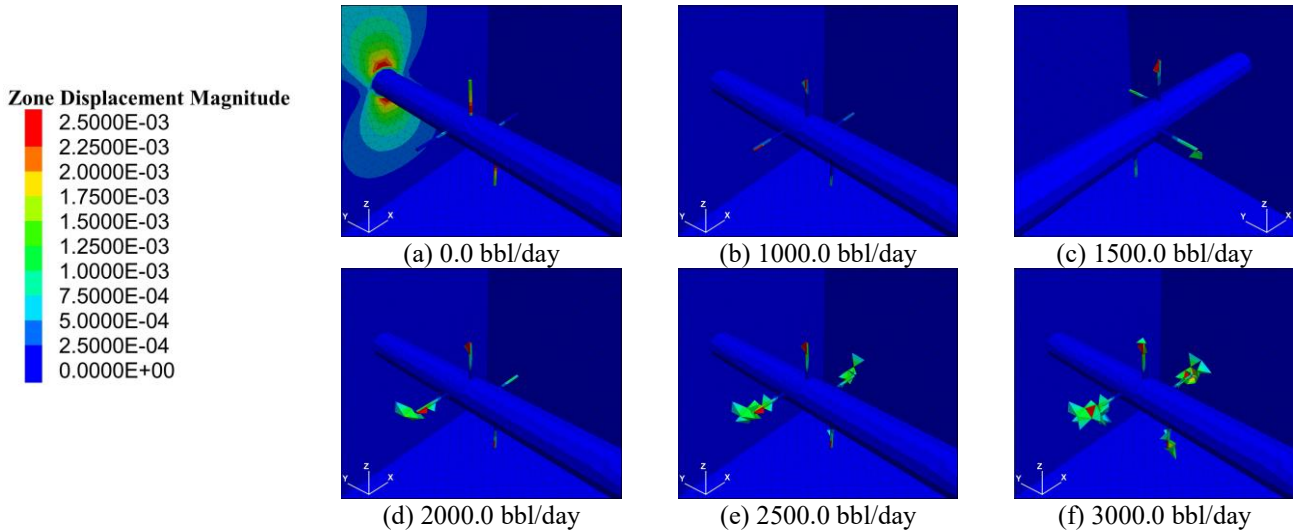 Zone Displacement Magnitude
2.5000E-03
2.2500E-03
2.0000E-03
1.7500E-03
1.5000E-03
1.2500E-03
1.0000E-03
7.5000E-04
5.0000E-04
2.5000E-04
0.0000E+00
Z
Y X
(a) 0.0 bbl/day
Z
Y X
(b) 1000.0 bbl/day
Z
Y X
(c) 1500.0 bbl/day
Z
Y X
(d) 2000.0 bbl/day
Z
Y X
(e) 2500.0 bbl/day
Z
Y X
(f) 3000.0 bbl/day